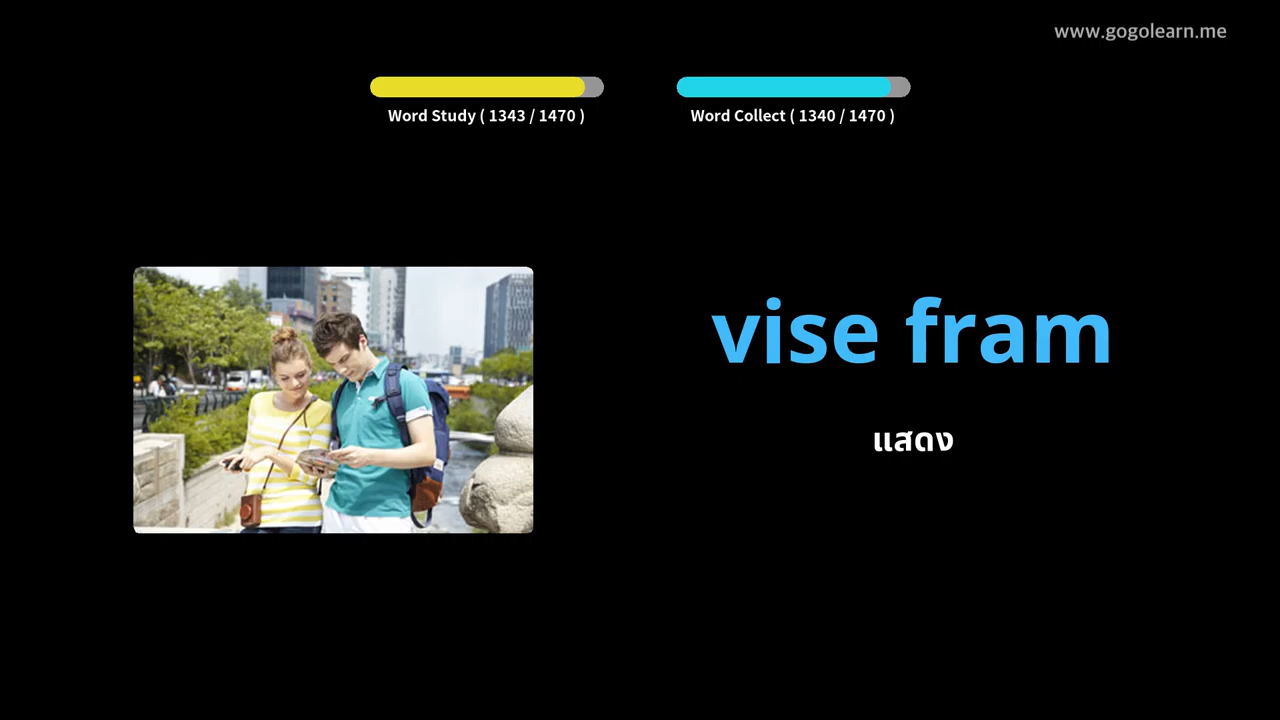 www.gogolearn.me
Word Study ( 1343 / 1470 )
Word Collect ( 1340 / 1470 )
vise fram
แสดง